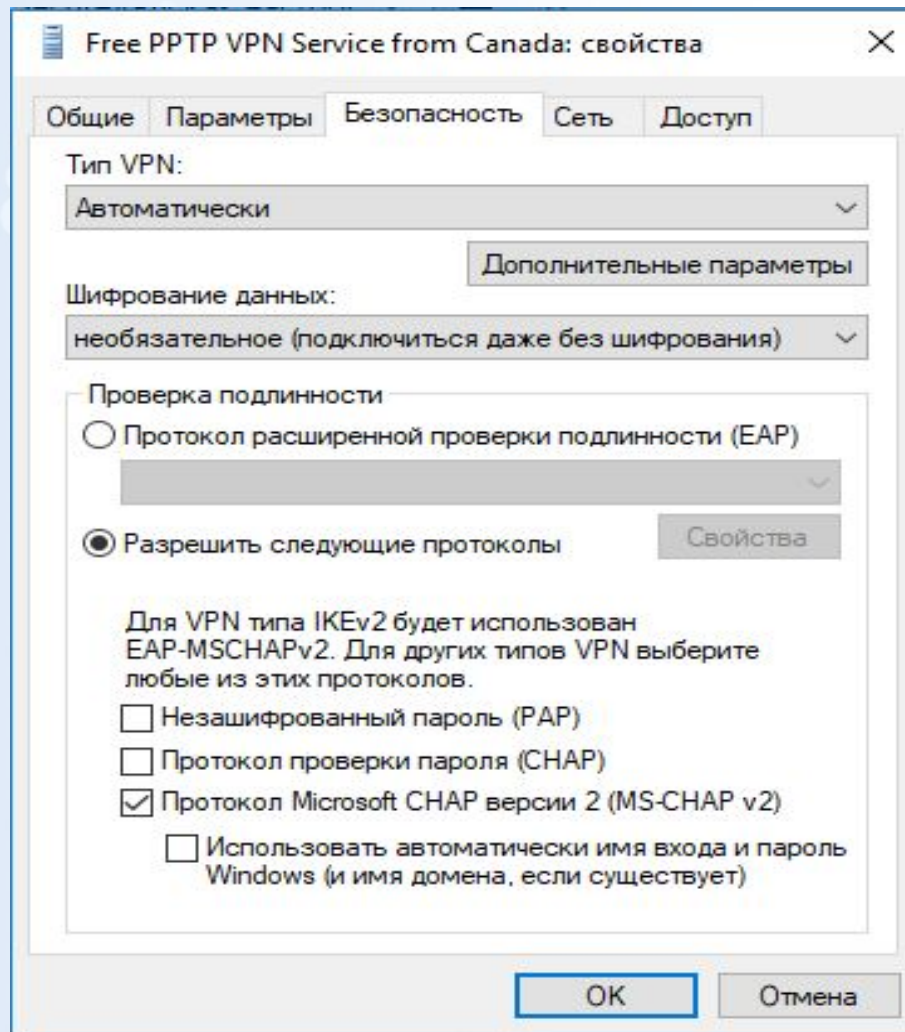 Free PPTP VPN Service from Canada: свойства
Общие Параметры Безопасность Сеть Доступ
Тип VPN:
Автоматически
Дополнительные параметры
Шифрование данных:
необязательное (подключиться даже без шифрования)
Проверка подлинности
Протокол расширенной проверки подлинности (EAP)
Свойства
Разрешить следующие протоколы
Для VPN типа IKEv2 будет использован
EAP-MSCHAPv2. Для других типов VPN выберите
любые из этих протоколов.
Незашифрованный пароль (PAP)
Протокол проверки пароля (CHAP)
Протокол Microsoft CHAP версии 2 (MS-CHAP v2)
Использовать автоматически имя входа и пароль
Windows (и имя домена, если существует)
OK Отмена